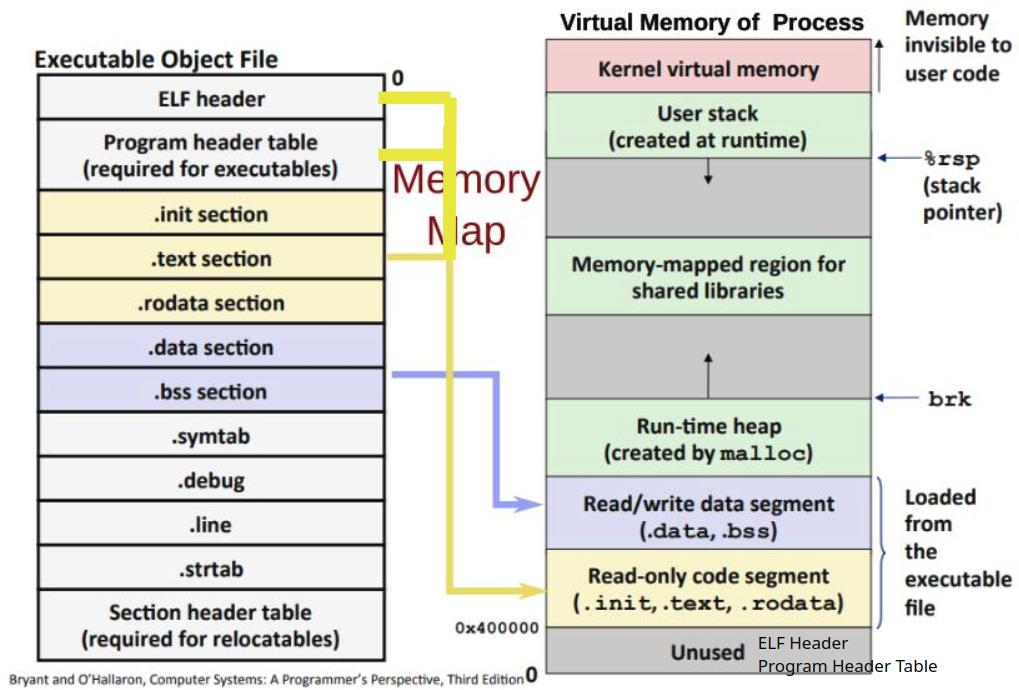 Executable Object File
0
ELF header
Program header table
(required for executables)
.init section
.text section
.rodata section
.data section
.bss section
.symtab
.debug
.line
.strtab
Section header table
(required for relocatables)
Bryant and O'Hallaron, Computer Systems: A Programmer's Perspective, Third Edition
Memory
Map
Virtual Memory of Process
Kernel virtual memory
User stack
(created at runtime)
Memory-mapped region for
shared libraries
Run-time heap
(created by malloc)
Read/write data segment
(.data, .bss)
Read-only code segment
(.init, .text, .rodata)
0x400000
Unused
ELF Header
Program Header Table
0
Memory
invisible to
user code
%rsp
(stack
pointer)
brk
Loaded
from
the
executable
file